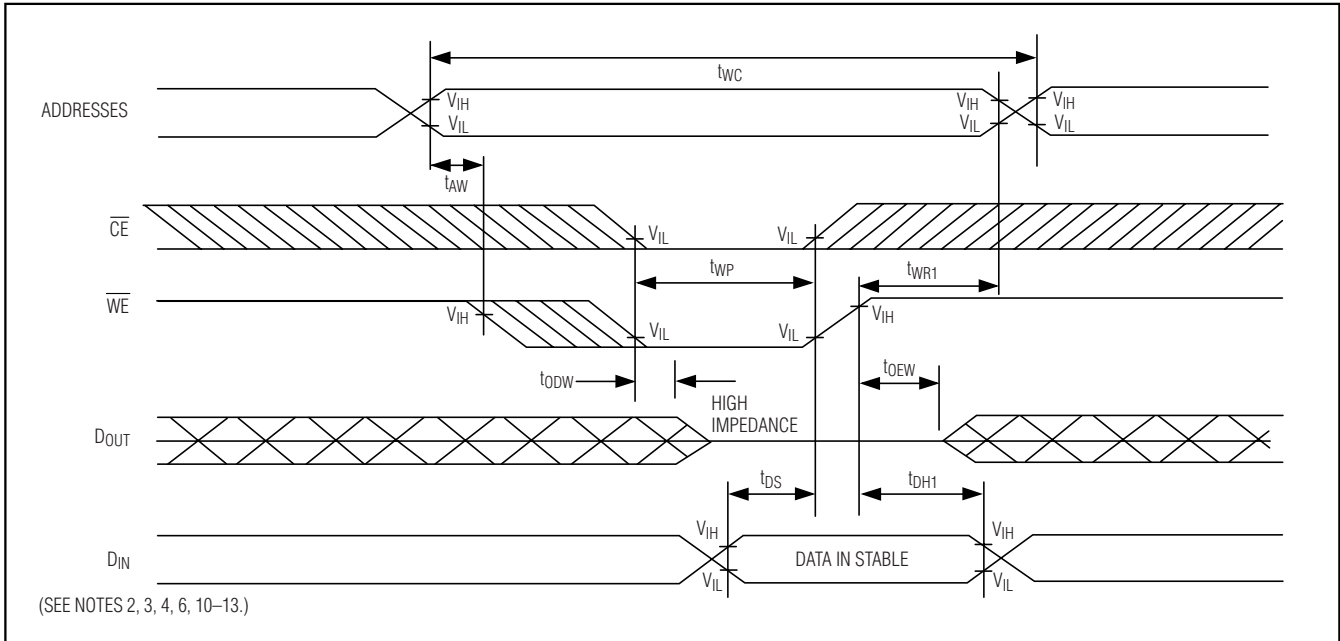 tWC
ADDRESSES
VIH
VIL
VIH
VIL
VIH
VIL
tAW
CE
VIL
VIL
tWP
tWR1
WE
VIH
VIL
VIL
VIH
tODW
tOEW
HIGH
IMPEDANCE
DOUT
tDS
tDH1
DIN
VIH
VIL
DATA IN STABLE
VIH
VIL
(SEE NOTES 2, 3, 4, 6, 10–13.)